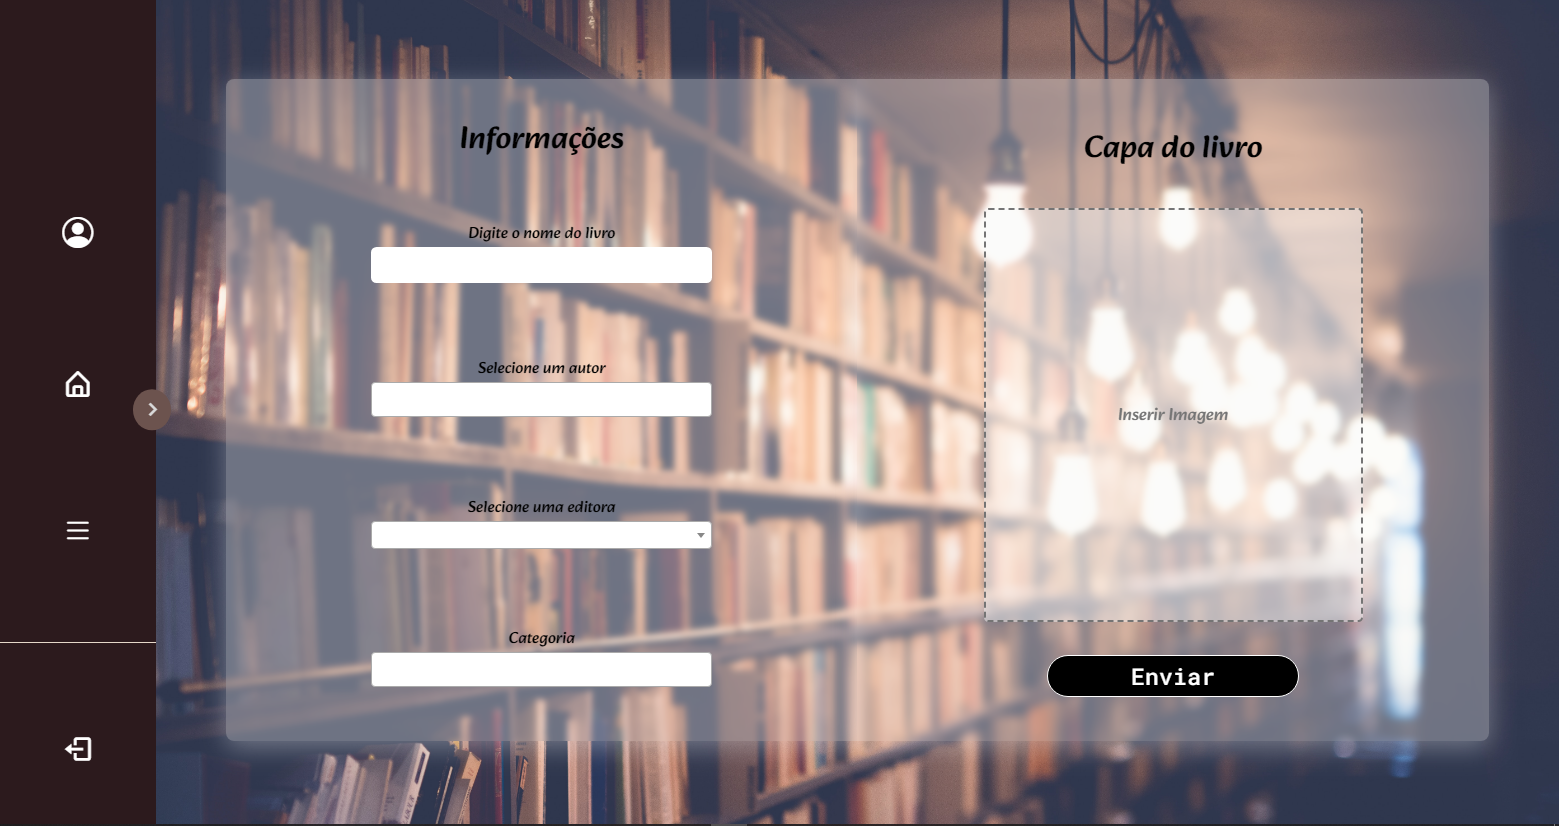 Informações
Digite o nome do livro
Selecione um autor
Selecione uma editora
Categoria
Capa do livro
Inserir Imagem
Enviar